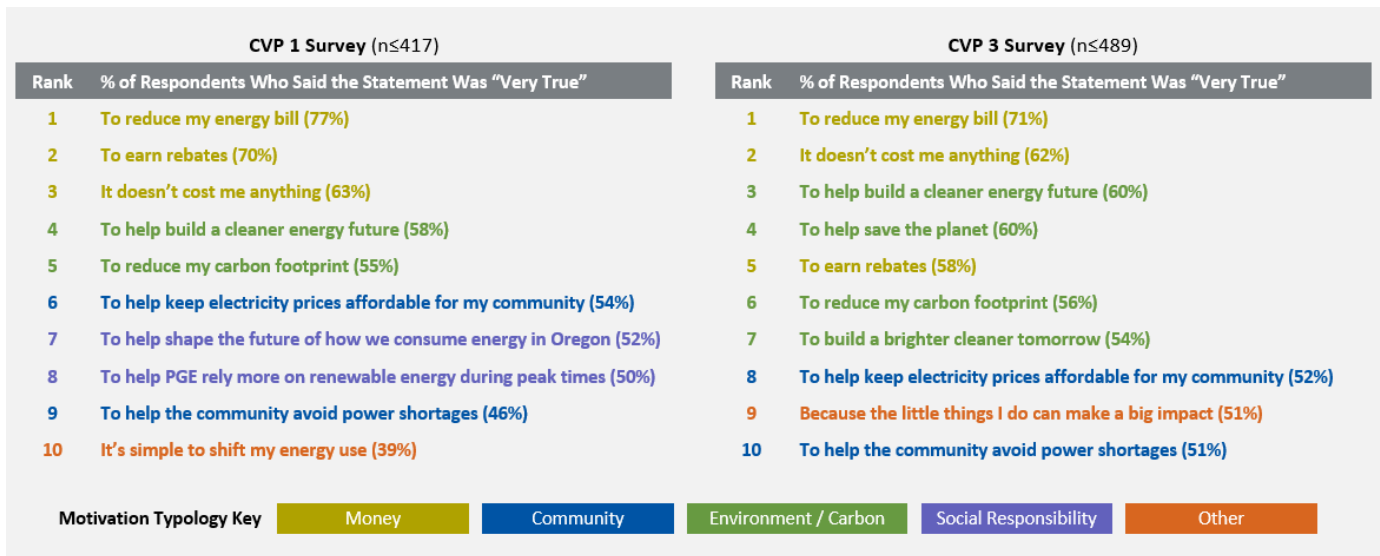 CVP 1 Survey (n≤417)
Rank % of Respondents Who Said the Statement Was “Very True”
1 To reduce my energy bill (77%)
2 To earn rebates (70%)
3 It doesn’t cost me anything (63%)
4 To help build a cleaner energy future (58%)
5 To reduce my carbon footprint (55%)
6 To help keep electricity prices affordable for my community (54%)
7 To help shape the future of how we consume energy in Oregon (52%)
8 To help PGE rely more on renewable energy during peak times (50%)
9 To help the community avoid power shortages (46%)
10 It’s simple to shift my energy use (39%)
CVP 3 Survey (n≤489)
Rank % of Respondents Who Said the Statement Was “Very True”
1 To reduce my energy bill (71%)
2 It doesn’t cost me anything (62%)
3 To help build a cleaner energy future (60%)
4 To help save the planet (60%)
5 To earn rebates (58%)
6 To reduce my carbon footprint (56%)
7 To build a brighter cleaner tomorrow (54%)
8 To help keep electricity prices affordable for my community (52%)
9 Because the little things I do can make a big impact (51%)
10 To help the community avoid power shortages (51%)
Motivation Typology Key Money Community Environment / Carbon Social Responsibility Other